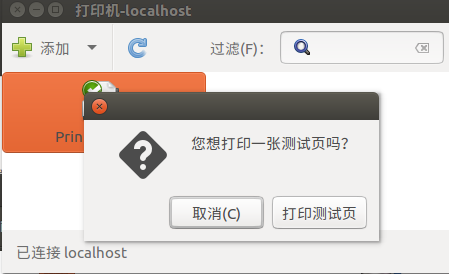 打印机-localhost
添加
过滤(F):
您想打印一张测试页吗?
Prin
取消(C)
打印测试页
已连接 localhost